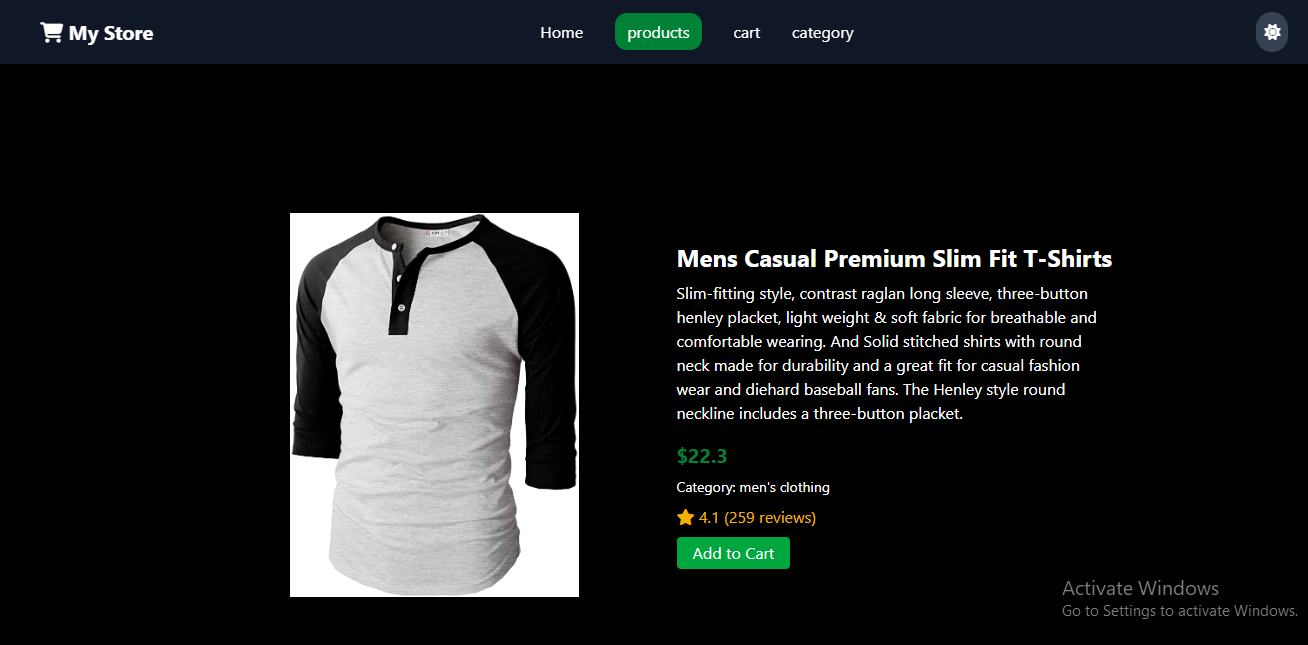 My Store
Home
products
cart
category
Mens Casual Premium Slim Fit T-Shirts
Slim-fitting style, contrast raglan long sleeve, three-button
henley placket, light weight & soft fabric for breathable and
comfortable wearing. And Solid stitched shirts with round
neck made for durability and a great fit for casual fashion
wear and diehard baseball fans. The Henley style round
neckline includes a three-button placket.
$22.3
Category: men's clothing
4.1 (259 reviews)
Add to Cart
Activate Windows
Go to Settings to activate Windows.